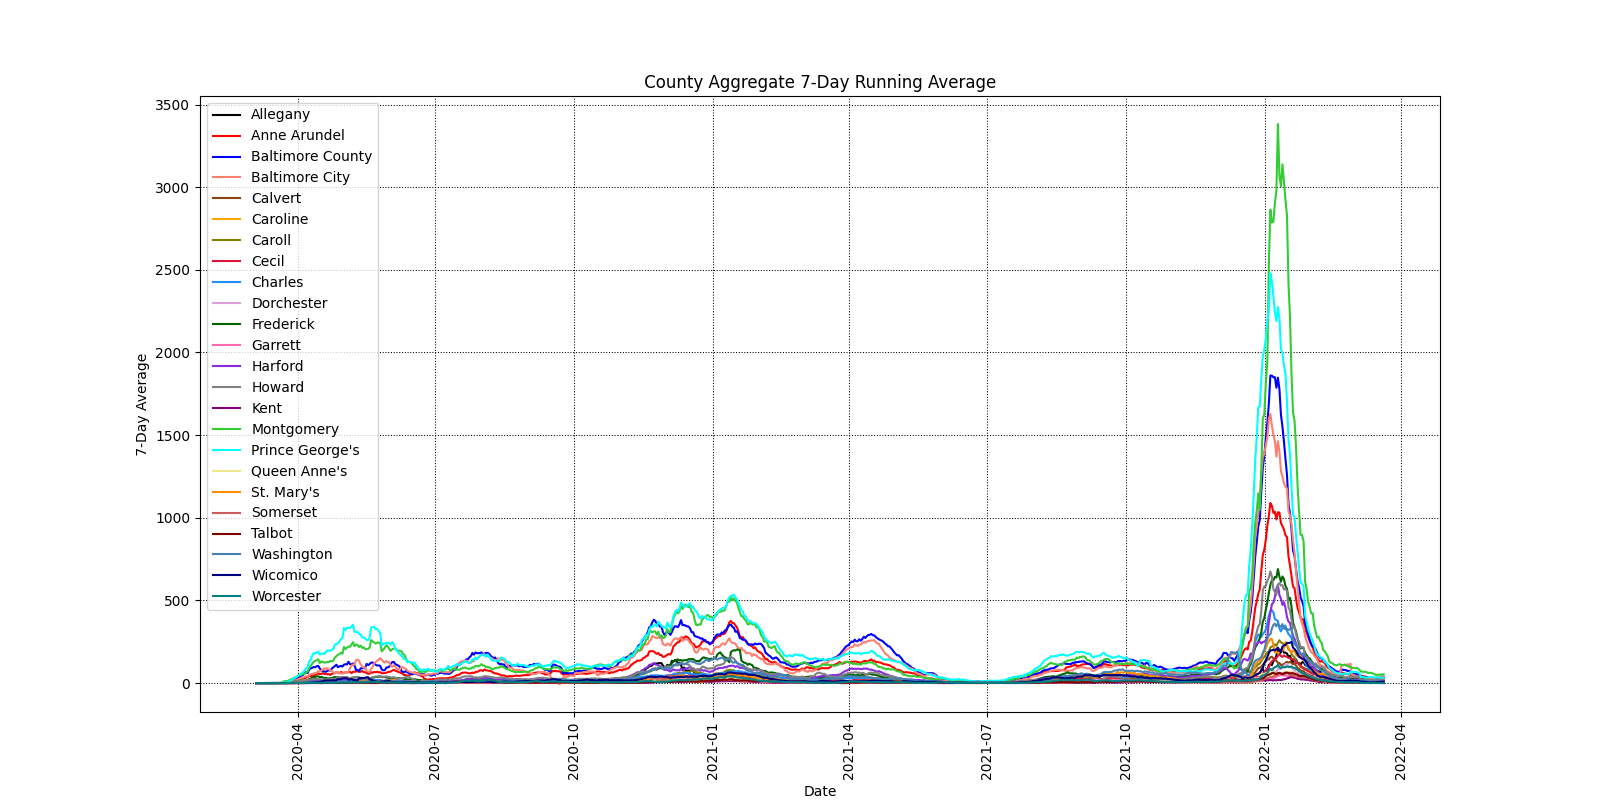 County Aggregate 7-Day Running Average
3500
3000
2500
2000
1500
1000
500
0
7-Day Average
Allegany
Anne Arundel
Baltimore County
Baltimore City
Calvert
Caroline
Caroll
Cecil
Charles
Dorchester
Frederick
Garrett
Harford
Howard
Kent
Montgomery
Prince George's
Queen Anne's
St. Mary's
Somerset
Talbot
Washington
Wicomico
Worcester
2020-04
2020-07
2020-10
2021-01
2021-04
2021-07
2021-10
2022-01
2022-04
Date